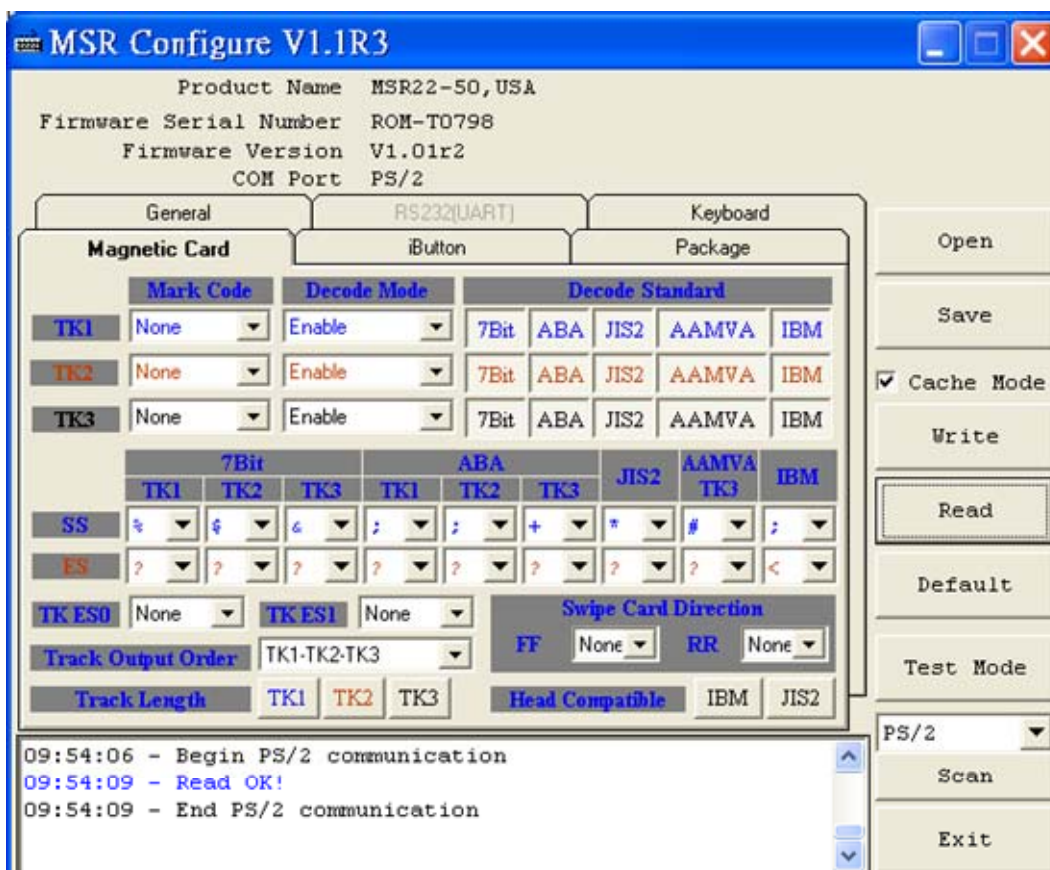 MSR Configure V1.1R3
Product Name MSR22-50,USA
Firmware Serial Number ROM-T0798
Firmware Version V1.01r2
COM Port PS/2
General RS232(UART) Keyboard
Magnetic Card iButton Package
Mark Code Decode Mode Decode Standard
TK1 None Enable 7Bit ABA JIS2 AAMVA IBM
TK2 None Enable 7Bit ABA JIS2 AAMVA IBM
TK3 None Enable 7Bit ABA JIS2 AAMVA IBM
7Bit ABA JIS2 AAMVA TK3 IBM
TK1 TK2 TK3 TK1 TK2 TK3
SS % $ & ; ; + * # ;
ES ? ? ? ? ? ? ? ? <
TK ES0 None TK ES1 None
Swipe Card Direction
FF None RR None
Track Output Order TK1-TK2-TK3
Track Length TK1 TK2 TK3
Head Compatible IBM JIS2
Open
Save
Cache Mode
Write
Read
Default
Test Mode
PS/2
Scan
Exit
09:54:06 - Begin PS/2 communication
09:54:09 - Read OK!
09:54:09 - End PS/2 communication